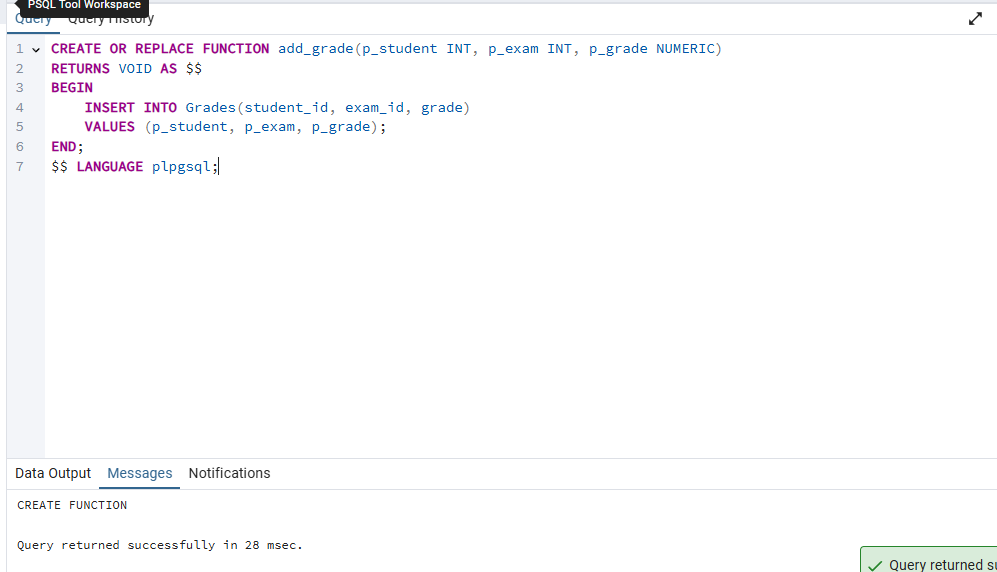 PSQL Tool Workspace
Query Query History
1 CREATE OR REPLACE FUNCTION add_grade(p_student INT, p_exam INT, p_grade NUMERIC)
2 RETURNS VOID AS $$
3 BEGIN
4 INSERT INTO Grades(student_id, exam_id, grade)
5 VALUES (p_student, p_exam, p_grade);
6 END;
7 $$ LANGUAGE plpgsql;
Data Output Messages Notifications
CREATE FUNCTION
Query returned successfully in 28 msec.
Query returned